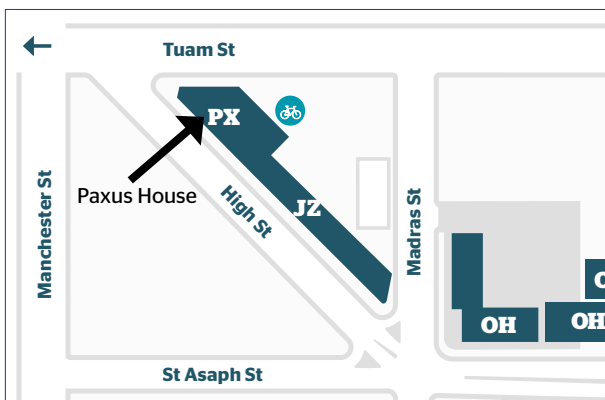 Tuam St
PX
Paxus House
Manchester St
High St
JZ
Madras St
OH
OH
St Asaph St